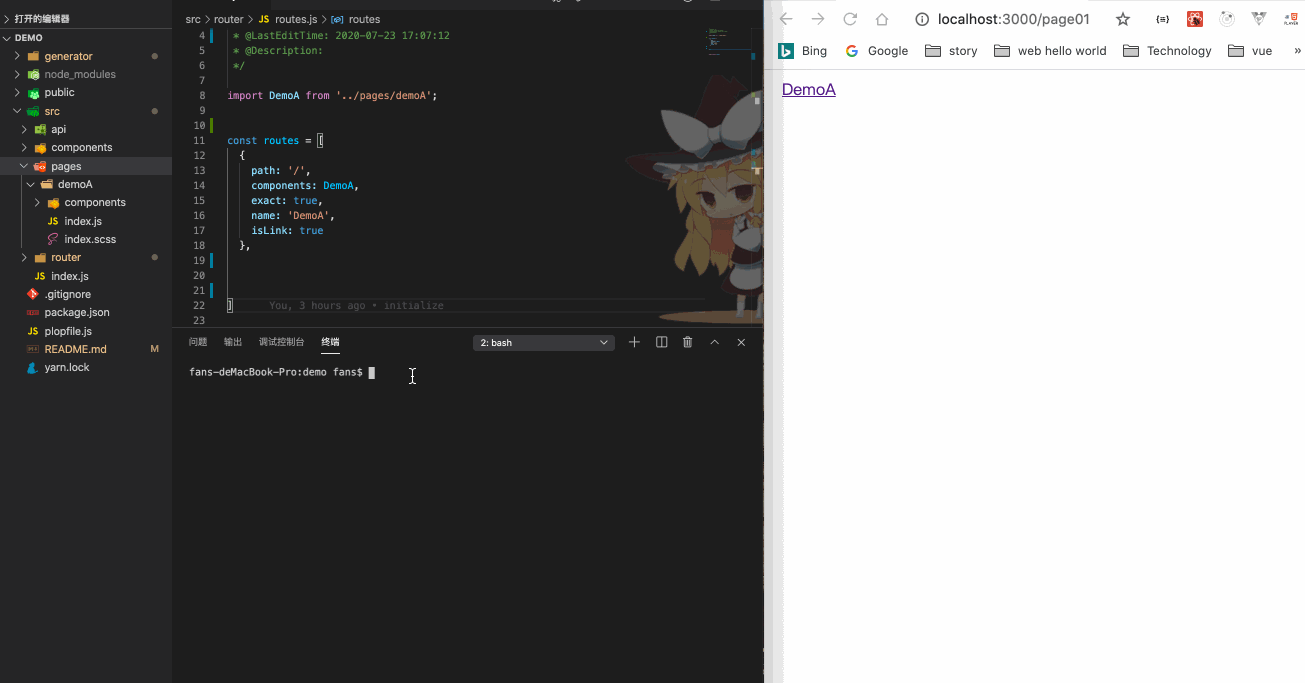 打开的编辑器
DEMO
generator
node_modules
public
src
api
components
pages
demoA
components
JS index.js
index.scss
router
JS index.js
.gitignore
package.json
JS plopfile.js
README.md M
yarn.lock
src > router > JS routes.js > routes
4 * @LastEditTime: 2020-07-23 17:07:12
5 * @Description:
6 */
7
8 import DemoA from '../pages/demoA';
9
10
11 const routes = [
12 {
13 path: '/',
14 components: DemoA,
15 exact: true,
16 name: 'DemoA',
17 isLink: true
18 },
19
20
21
22 ] You, 3 hours ago • initialize
23
问题 输出 调试控制台 终端 2: bash
fans-deMacBook-Pro:demo fans$
localhost:3000/page01
Bing Google story web hello world Technology vue »
DemoA